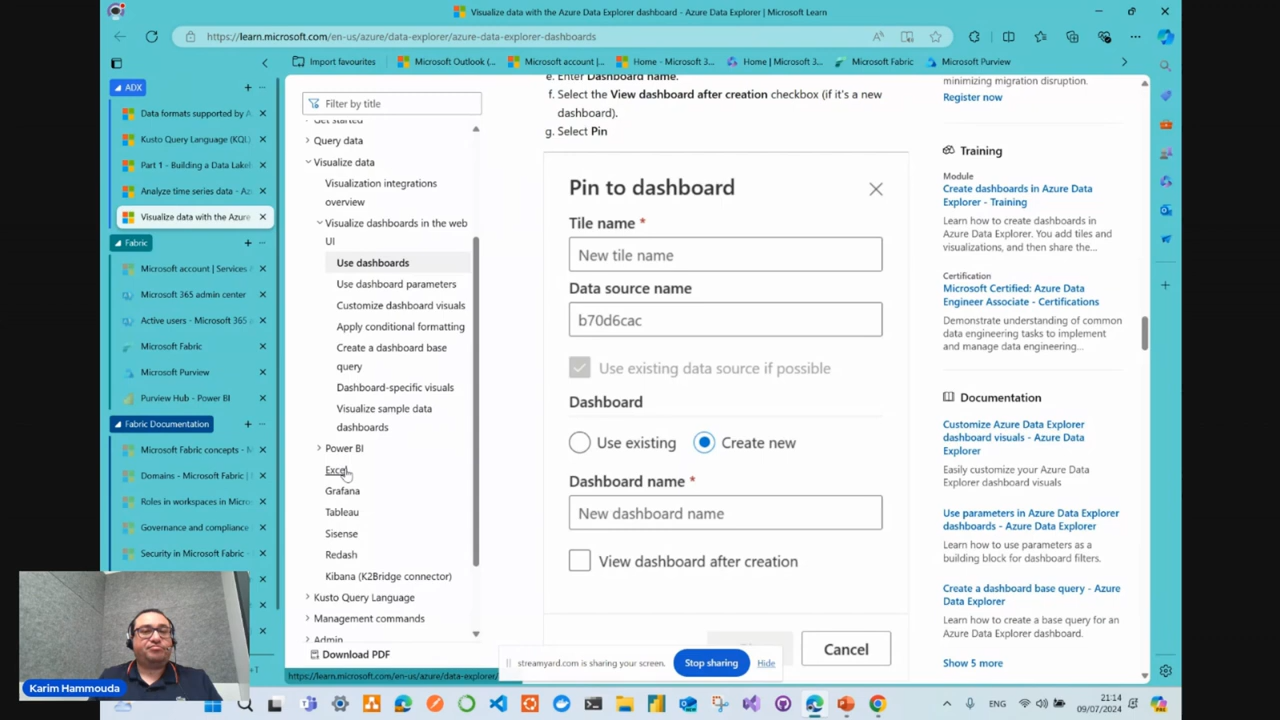 Visualize data with the Azure Data Explorer dashboard - Azure Data Explorer | Microsoft Learn
https://learn.microsoft.com/en-us/azure/data-explorer/azure-data-explorer-dashboards
Import favourites
Microsoft Outlook (...
Microsoft account |...
Home - Microsoft 3...
Home | Microsoft 3...
Microsoft Fabric
Microsoft Purview
ADX
Data formats supported by A
Kusto Query Language (KQL)
Part 1 - Building a Data Lake
Analyze time series data - Az
Visualize data with the Azure
Fabric
Microsoft account | Services
Microsoft 365 admin center
Active users - Microsoft 365
Microsoft Fabric
Microsoft Purview
Purview Hub - Power BI
Fabric Documentation
Microsoft Fabric concepts - M
Domains - Microsoft Fabric |
Roles in workspaces in Micro
Governance and compliance
Security in Microsoft Fabric -
Karim Hammouda
Filter by title
Get started
Query data
Visualize data
Visualization integrations
overview
Visualize dashboards in the web
UI
Use dashboards
Use dashboard parameters
Customize dashboard visuals
Apply conditional formatting
Create a dashboard base
query
Dashboard-specific visuals
Visualize sample data
dashboards
Power BI
Excel
Grafana
Tableau
Sisense
Redash
Kibana (K2Bridge connector)
Kusto Query Language
Management commands
Admin
Download PDF
https://learn.microsoft.com/en-us/azure/data-explorer/
e. Enter Dashboard name.
f. Select the View dashboard after creation checkbox (if it's a new
dashboard).
g. Select Pin
Pin to dashboard
Tile name *
New tile name
Data source name
b70d6cac
Use existing data source if possible
Dashboard
Use existing
Create new
Dashboard name *
New dashboard name
View dashboard after creation
Cancel
streamyard.com is sharing your screen.
Stop sharing
Hide
minimizing migration disruption.
Register now
Training
Module
Create dashboards in Azure Data
Explorer - Training
Learn how to create dashboards in
Azure Data Explorer. You add tiles and
visualizations, and then share the...
Certification
Microsoft Certified: Azure Data
Engineer Associate - Certifications
Demonstrate understanding of common
data engineering tasks to implement
and manage data engineering...
Documentation
Customize Azure Data Explorer
dashboard visuals - Azure Data
Explorer
Easily customize your Azure Data
Explorer dashboard visuals
Use parameters in Azure Data Explorer
dashboards - Azure Data Explorer
Learn how to use parameters as a
building block for dashboard filters.
Create a dashboard base query - Azure
Data Explorer
Learn how to create a base query for an
Azure Data Explorer dashboard.
Show 5 more
ENG
21:14
09/07/2024